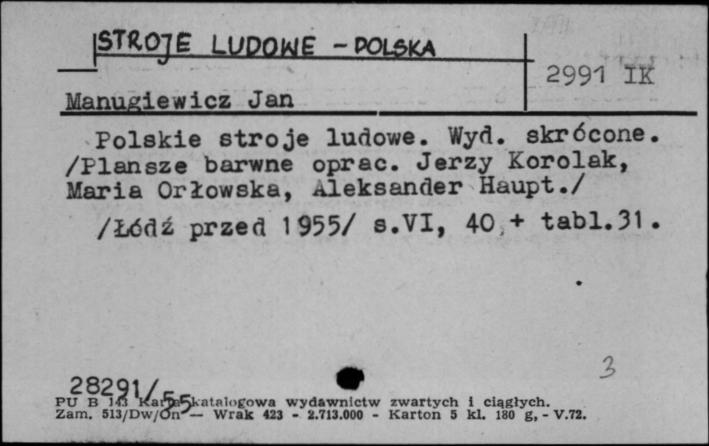 STROJE LUDOWE - POLSKA
2991 IK
Manugiewicz Jan
Polskie stroje ludowe. Wyd. skrócone.
/Plansze barwne oprac. Jerzy Korolak,
Maria Orłowska, Aleksander Haupt./
/Łódź przed 1955/ s.VI, 40 + tabl.31.
3
28291/55
PU B 143 Karta katalogowa wydawnictw zwartych i ciągłych.
Zam. 513/Dw/On — Wrak 423 - 2.713.000 - Karton 5 kl. 180 g, - V.72.